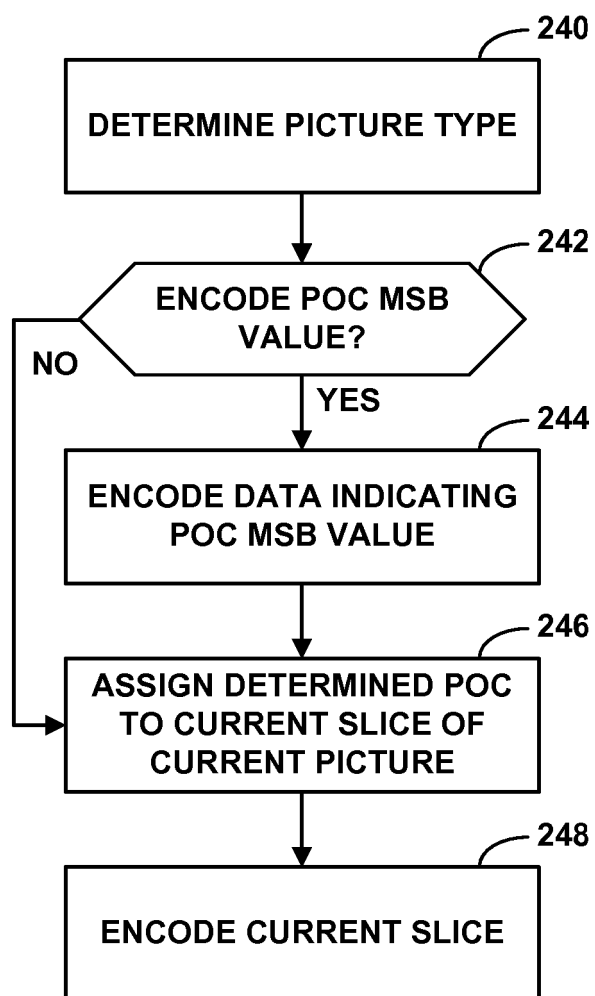 240
DETERMINE PICTURE TYPE
242
ENCODE POC MSB
VALUE?
NO
YES
244
ENCODE DATA INDICATING
POC MSB VALUE
246
ASSIGN DETERMINED POC
TO CURRENT SLICE OF
CURRENT PICTURE
248
ENCODE CURRENT SLICE